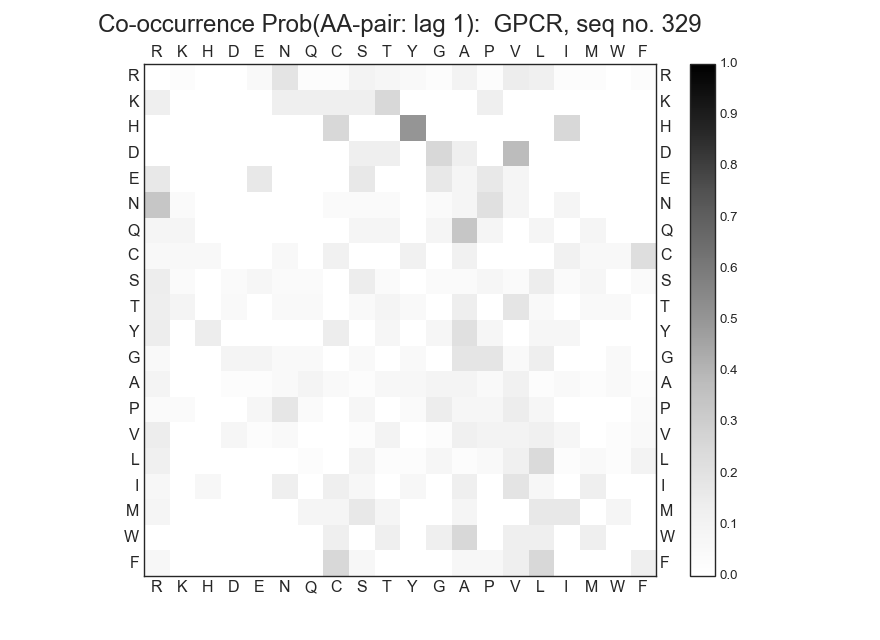 Co-occurrence Prob(AA-pair: lag 1):  GPCR, seq no. 329
R K H D E N Q C S T Y G A P V L I M W F
R R
K K
H H
D D
E E
N N
Q Q
C C
S S
T T
Y Y
G G
A A
P P
V V
L L
I I
M M
W W
F F
R K H D E N Q C S T Y G A P V L I M W F
1.0
0.9
0.8
0.7
0.6
0.5
0.4
0.3
0.2
0.1
0.0